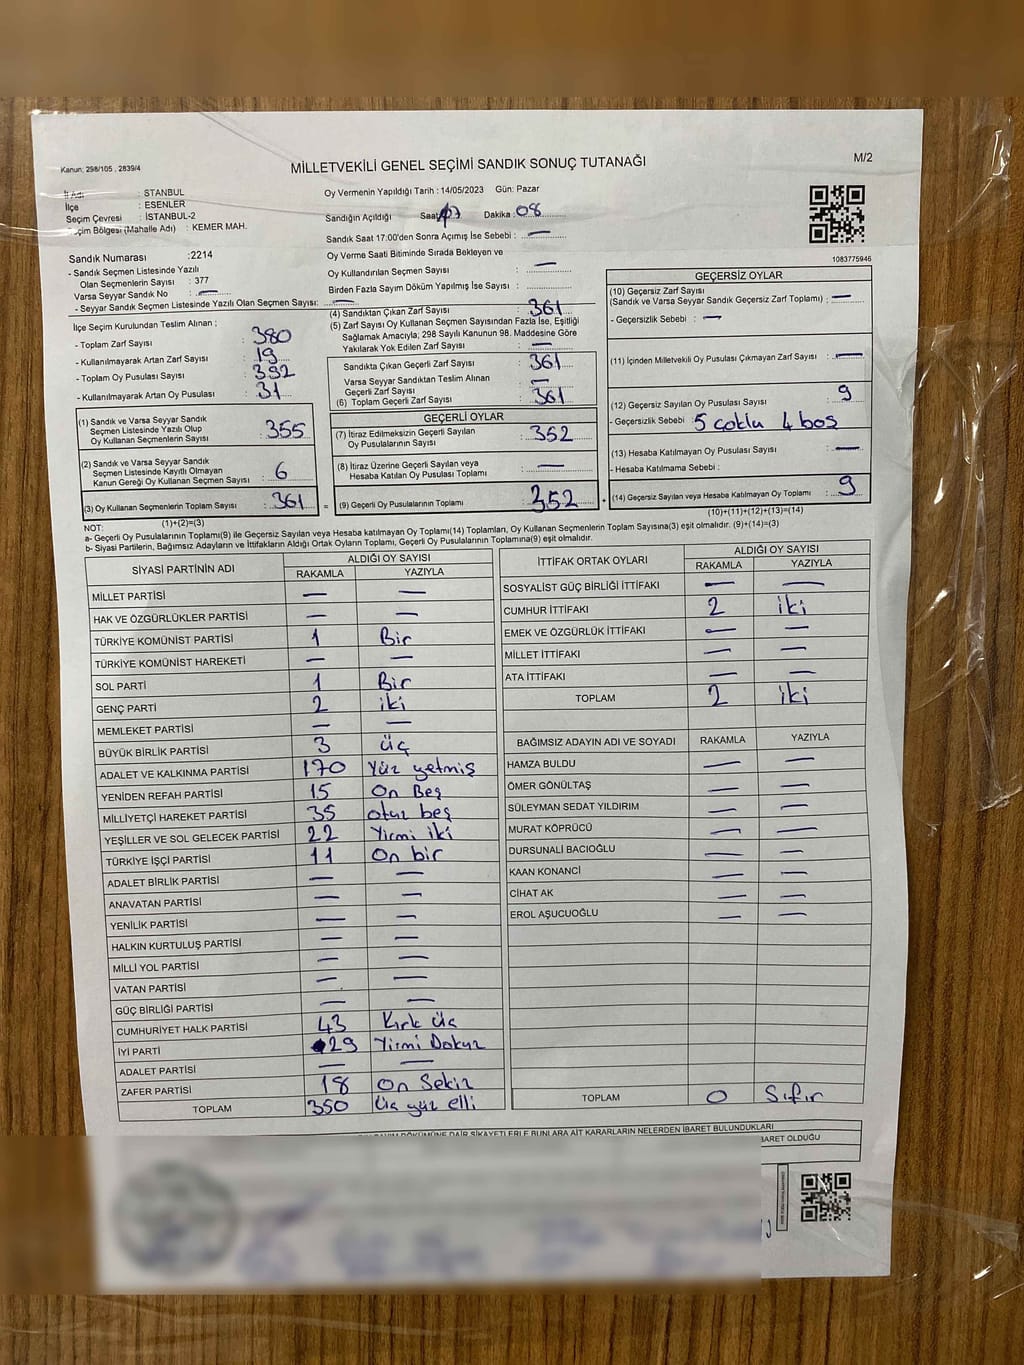 Kanun; 298/105 , 2839/4
MİLLETVEKİLİ GENEL SEÇİMİ SANDIK SONUÇ TUTANAĞI
M/2
İl Adı : STANBUL
İlçe : ESENLER
Seçim Çevresi : İSTANBUL-2
Seçim Bölgesi (Mahalle Adı) : KEMER MAH.
Oy Vermenin Yapıldığı Tarih : 14/05/2023 Gün: Pazar
Sandığın Açıldığı Saat 17 Dakika : 08
Sandık Saat 17:00'den Sonra Açımış İse Sebebi : —
Sandık Numarası :2214
- Sandık Seçmen Listesinde Yazılı
Olan Seçmenlerin Sayısı : 377
Varsa Seyyar Sandık No : —
- Seyyar Sandık Seçmen Listesinde Yazılı Olan Seçmen Sayısı: —
Oy Verme Saati Bitiminde Sırada Bekleyen ve
Oy Kullandırılan Seçmen Sayısı : —
Birden Fazla Sayım Döküm Yapılmış İse Sayısı : —
1083775946
İlçe Seçim Kurulundan Teslim Alınan ;
- Toplam Zarf Sayısı : 380
- Kullanılmayarak Artan Zarf Sayısı : 19
- Toplam Oy Pusulası Sayısı : 392
- Kullanılmayarak Artan Oy Pusulası : 31
(4) Sandıktan Çıkan Zarf Sayısı : 361
(5) Zarf Sayısı Oy Kullanan Seçmen Sayısından Fazla İse, Eşitliği
Sağlamak Amacıyla; 298 Sayılı Kanunun 98. Maddesine Göre
Yakılarak Yok Edilen Zarf Sayısı : —
Sandıkta Çıkan Geçerli Zarf Sayısı : 361
Varsa Seyyar Sandıktan Teslim Alınan
Geçerli Zarf Sayısı : —
(6) Toplam Geçerli Zarf Sayısı : 361
GEÇERSİZ OYLAR
(10) Geçersiz Zarf Sayısı
(Sandık ve Varsa Seyyar Sandık Geçersiz Zarf Toplamı) : —
- Geçersizlik Sebebi : —
(11) İçinden Milletvekili Oy Pusulası Çıkmayan Zarf Sayısı : —
(12) Geçersiz Sayılan Oy Pusulası Sayısı : 9
- Geçersizlik Sebebi 5 çoklu 4 boş
(13) Hesaba Katılmayan Oy Pusulası Sayısı : —
- Hesaba Katılmama Sebebi :
(14) Geçersiz Sayılan veya Hesaba Katılmayan Oy Toplamı : 9
(10)+(11)+(12)+(13)=(14)
(1) Sandık ve Varsa Seyyar Sandık
Seçmen Listesinde Yazılı Olup
Oy Kullanan Seçmenlerin Sayısı : 355
(2) Sandık ve Varsa Seyyar Sandık
Seçmen Listesinde Kayıtlı Olmayan
Kanun Gereği Oy Kullanan Seçmen Sayısı : 6
(3) Oy Kullanan Seçmenlerin Toplam Sayısı : 361
(1)+(2)=(3)
GEÇERLİ OYLAR
(7) İtiraz Edilmeksizin Geçerli Sayılan
Oy Pusulalarının Sayısı : 352
(8) İtiraz Üzerine Geçerli Sayılan veya
Hesaba Katılan Oy Pusulası Toplamı : —
(9) Geçerli Oy Pusulalarının Toplamı : 352
NOT:
a- Geçerli Oy Pusulalarının Toplamı(9) ile Geçersiz Sayılan veya Hesaba katılmayan Oy Toplamı(14) Toplamları, Oy Kullanan Seçmenlerin Toplam Sayısına(3) eşit olmalıdır. (9)+(14)=(3)
b- Siyasi Partilerin, Bağımsız Adayların ve İttifakların Aldığı Ortak Oyların Toplamı, Geçerli Oy Pusulalarının Toplamına(9) eşit olmalıdır.
SİYASİ PARTİNİN ADI ALDIĞI OY SAYISI
RAKAMLA YAZIYLA
MİLLET PARTİSİ — —
HAK VE ÖZGÜRLÜKLER PARTİSİ — —
TÜRKİYE KOMÜNİST PARTİSİ 1 Bir
TÜRKİYE KOMÜNİST HAREKETİ — —
SOL PARTİ 1 Bir
GENÇ PARTİ 2 iki
MEMLEKET PARTİSİ — —
BÜYÜK BİRLİK PARTİSİ 3 üç
ADALET VE KALKINMA PARTİSİ 170 Yüz yetmiş
YENİDEN REFAH PARTİSİ 15 On Beş
MİLLİYETÇİ HAREKET PARTİSİ 35 otuz beş
YEŞİLLER VE SOL GELECEK PARTİSİ 22 Yirmi iki
TÜRKİYE İŞÇİ PARTİSİ 11 On bir
ADALET BİRLİK PARTİSİ — —
ANAVATAN PARTİSİ — —
YENİLİK PARTİSİ — —
HALKIN KURTULUŞ PARTİSİ — —
MİLLİ YOL PARTİSİ — —
VATAN PARTİSİ — —
GÜÇ BİRLİĞİ PARTİSİ — —
CUMHURİYET HALK PARTİSİ 43 Kırk üç
İYİ PARTİ 29 Yirmi Dokuz
ADALET PARTİSİ — —
ZAFER PARTİSİ 18 On Sekiz
TOPLAM 350 Üç yüz elli
İTTİFAK ORTAK OYLARI ALDIĞI OY SAYISI
RAKAMLA YAZIYLA
SOSYALİST GÜÇ BİRLİĞİ İTTİFAKI — —
CUMHUR İTTİFAKI 2 iki
EMEK VE ÖZGÜRLÜK İTTİFAKI — —
MİLLET İTTİFAKI — —
ATA İTTİFAKI — —
TOPLAM 2 iki
BAĞIMSIZ ADAYIN ADI VE SOYADI RAKAMLA YAZIYLA
HAMZA BULDU — —
ÖMER GÖNÜLTAŞ — —
SÜLEYMAN SEDAT YILDIRIM — —
MURAT KÖPRÜCÜ — —
DURSUNALİ BACIOĞLU — —
KAAN KONANCİ — —
CİHAT AK — —
EROL AŞUCUOĞLU — —
TOPLAM 0 Sıfır
DÖKÜMÜNE DAİR ŞİKAYETLERLE BUNLARA AİT KARARLARIN NELERDEN İBARET BULUNDUKLARI
İBARET OLDUĞU